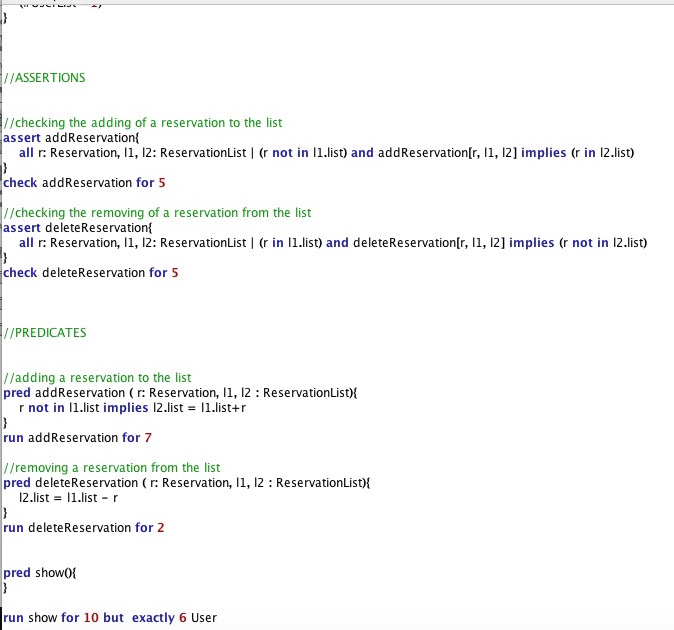 }
//ASSERTIONS
//checking the adding of a reservation to the list
assert addReservation{
all r: Reservation, l1, l2: ReservationList | (r not in l1.list) and addReservation[r, l1, l2] implies (r in l2.list)
}
check addReservation for 5
//checking the removing of a reservation from the list
assert deleteReservation{
all r: Reservation, l1, l2: ReservationList | (r in l1.list) and deleteReservation[r, l1, l2] implies (r not in l2.list)
}
check deleteReservation for 5
//PREDICATES
//adding a reservation to the list
pred addReservation ( r: Reservation, l1, l2 : ReservationList){
r not in l1.list implies l2.list = l1.list+r
}
run addReservation for 7
//removing a reservation from the list
pred deleteReservation ( r: Reservation, l1, l2 : ReservationList){
l2.list = l1.list - r
}
run deleteReservation for 2
pred show(){
}
run show for 10 but exactly 6 User